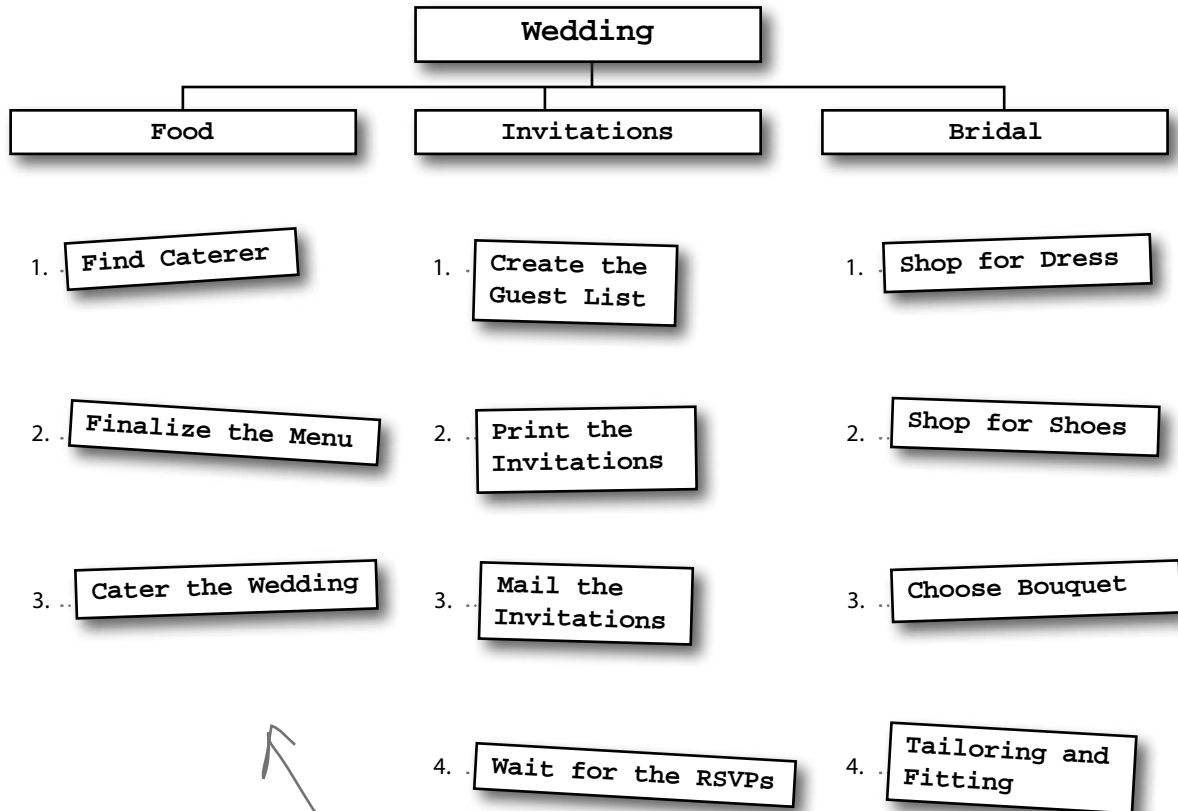 Wedding
Food
Invitations
Bridal
1. Find Caterer
2. Finalize the Menu
3. Cater the Wedding
1. Create the
Guest List
2. Print the
Invitations
3. Mail the
Invitations
4. Wait for the RSVPs
1. Shop for Dress
2. Shop for Shoes
3. Choose Bouquet
4. Tailoring and
Fitting